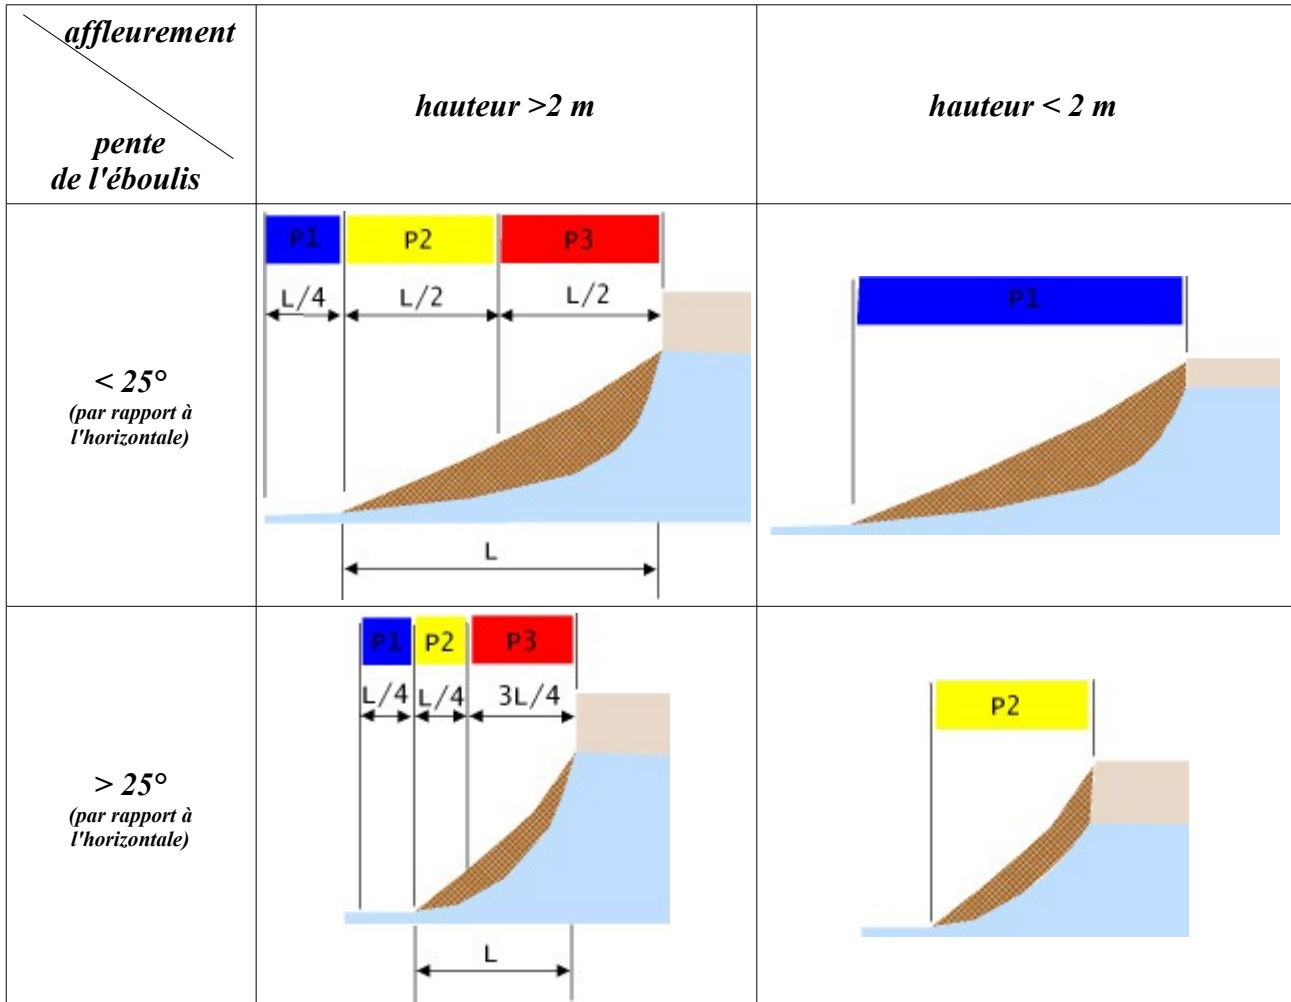 affleurement
pente
de l'éboulis
hauteur >2 m
hauteur < 2 m
< 25°
(par rapport à
l'horizontale)
P1 P2 P3
L/4 L/2 L/2
L
P1
> 25°
(par rapport à
l'horizontale)
P1 P2 P3
L/4 L/4 3L/4
L
P2